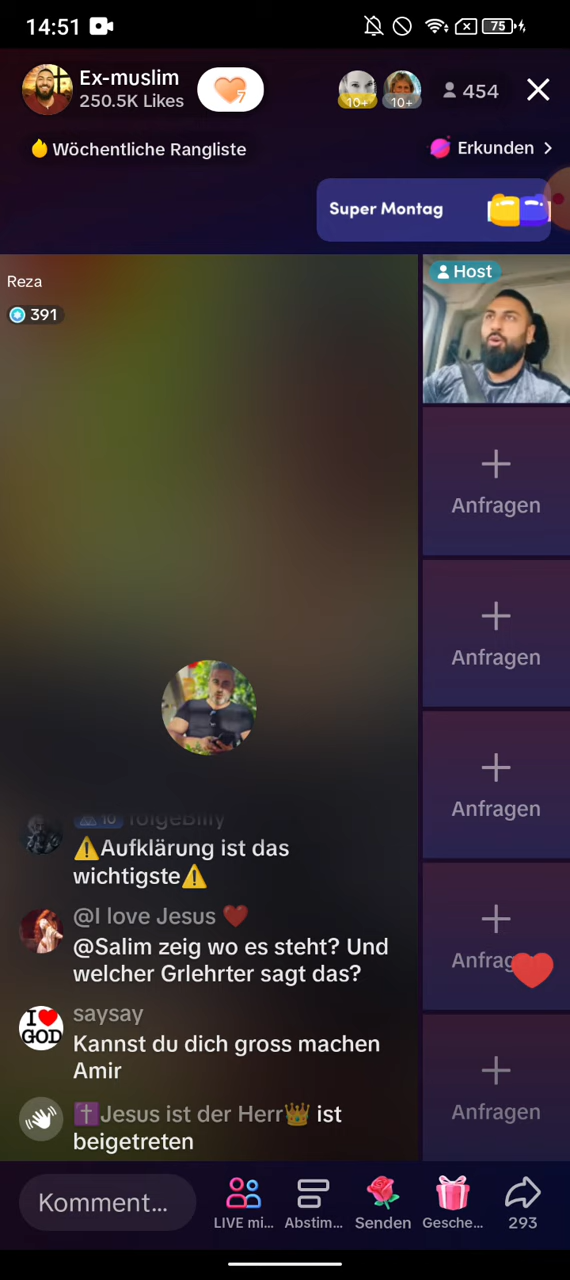 14:51
75
Ex-muslim
250.5K Likes
7
10+
10+
454
Wöchentliche Rangliste
Erkunden
Super Montag
Reza
391
Host
Anfragen
Anfragen
Anfragen
Anfragen
Anfragen
10 folgeBilly
⚠️Aufklärung ist das
wichtigste⚠️
@I love Jesus ❤️
@Salim zeig wo es steht? Und
welcher Grlehrter sagt das?
I ❤️ GOD
saysay
Kannst du dich gross machen
Amir
✝️Jesus ist der Herr👑 ist
beigetreten
Komment...
LIVE mi...
Abstim...
Senden
Gesche...
293